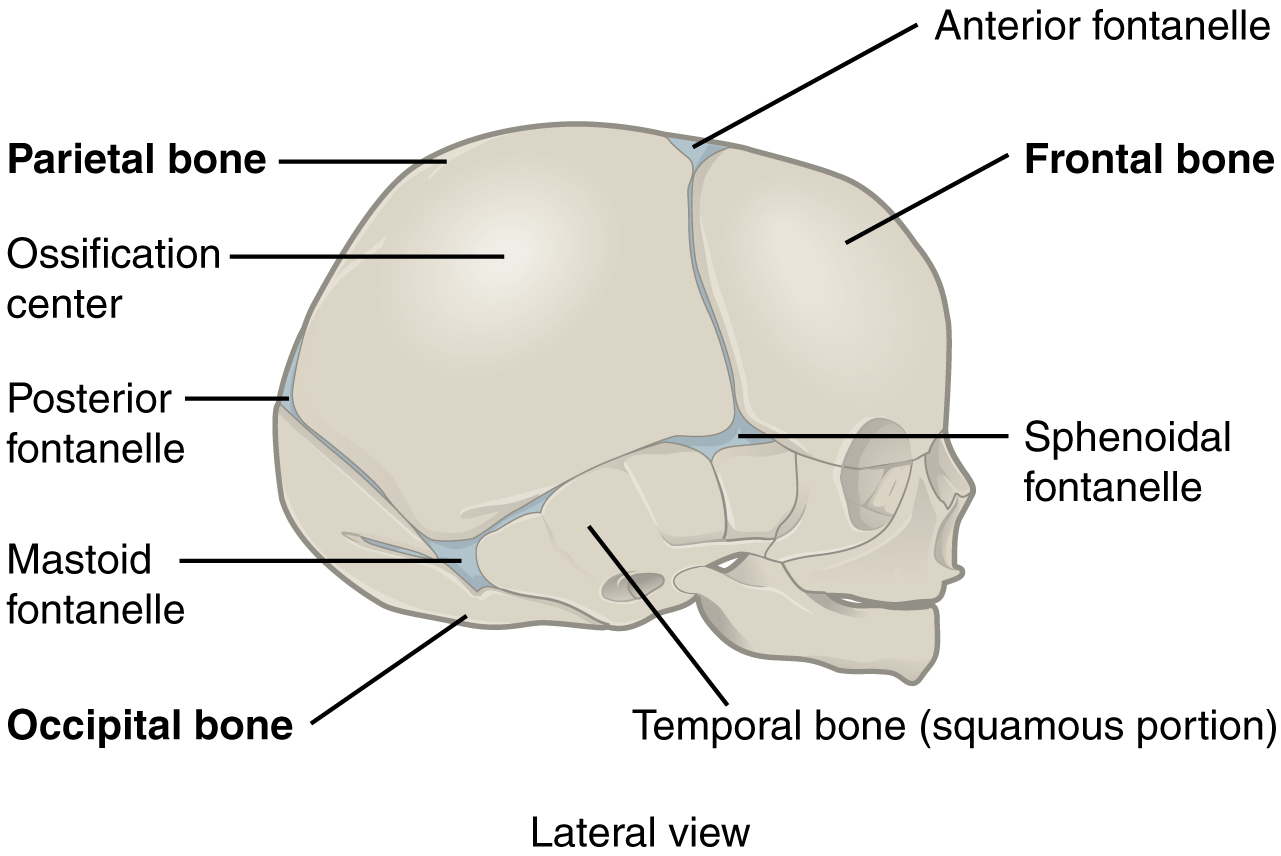 Anterior fontanelle
Parietal bone
Frontal bone
Ossification
center
Posterior
fontanelle
Sphenoidal
fontanelle
Mastoid
fontanelle
Occipital bone
Temporal bone (squamous portion)
Lateral view